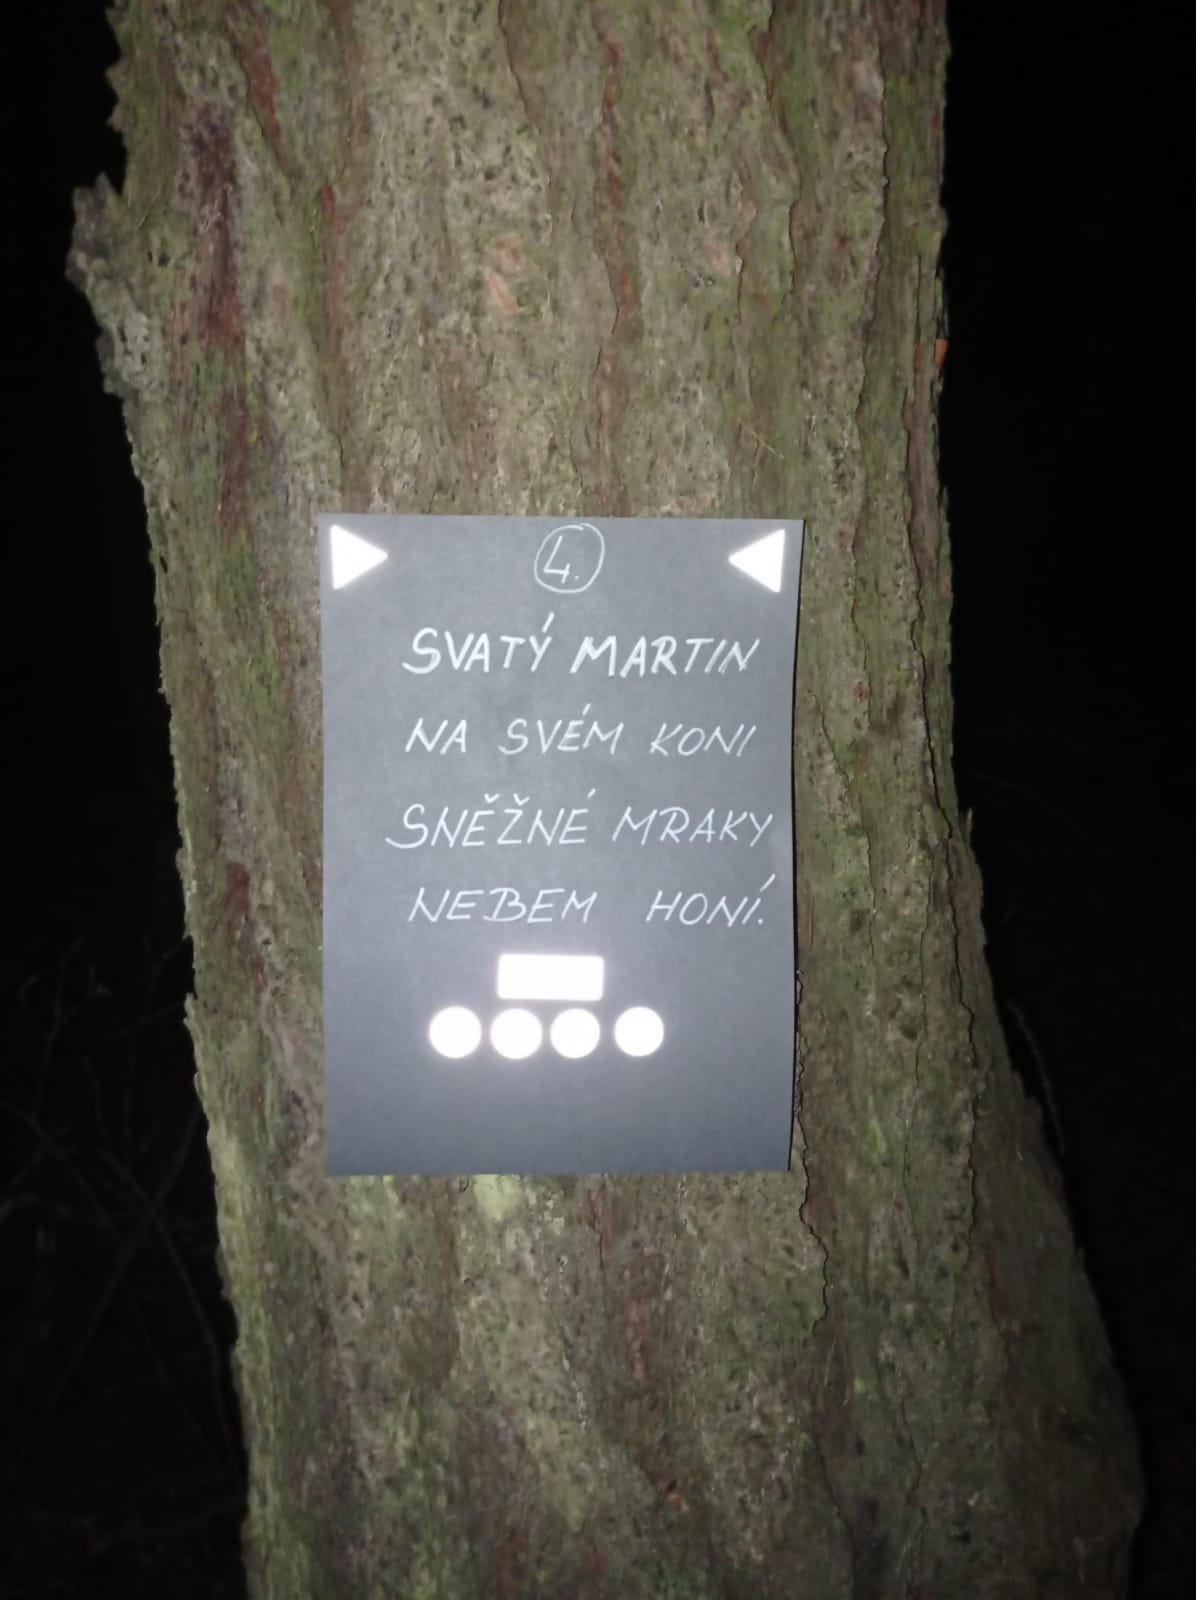 4.
SVATÝ MARTIN
NA SVÉM KONI
SNĚŽNÉ MRAKY
NEBEM HONÍ.